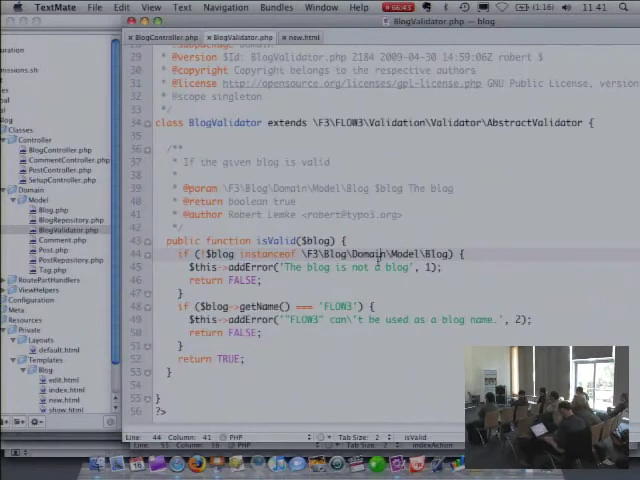 TextMate File Edit View Text Navigation Bundles Window Help 66:43 (1:16) 11:41
BlogValidator.php — blog
BlogController.php
BlogValidator.php
new.html
29 * @version $Id: BlogValidator.php 2184 2009-04-30 14:59:06Z robert $
30 * @copyright Copyright belongs to the respective authors
31 * @license http://opensource.org/licenses/gpl-license.php GNU Public License, version
32 * @scope singleton
33 */
34 class BlogValidator extends \F3\FLOW3\Validation\Validator\AbstractValidator {
35
36 /**
37 * If the given blog is valid
38 *
39 * @param \F3\Blog\Domain\Model\Blog $blog The blog
40 * @return boolean
41 * @author Robert Lemke <robert@typo3.org>
42 */
43 public function isValid($blog) {
44 if (!$blog instanceof \F3\Blog\Domain\Model\Blog) {
45 $this->addError('The blog is not a blog', 1);
46 return FALSE;
47 }
48 if ($blog->getName() === 'FLOW3') {
49 $this->addError('"FLOW3" can\'t be used as a blog name.', 2);
50 return FALSE;
51 }
52 return TRUE;
53 }
54
55 }
56 ?>
Line: 44 Column: 41 PHP Tab Size: 2 isValid
Classes
Controller
BlogController.php
CommentController.php
PostController.php
SetupController.php
Domain
Model
Blog.php
BlogRepository.php
BlogValidator.php
Comment.php
Post.php
PostRepository.php
Tag.php
RoutePartHandlers
ViewHelpers
Meta
Resources
Private
Layouts
default.html
Templates
Blog
edit.html
index.html
new.html
show.html